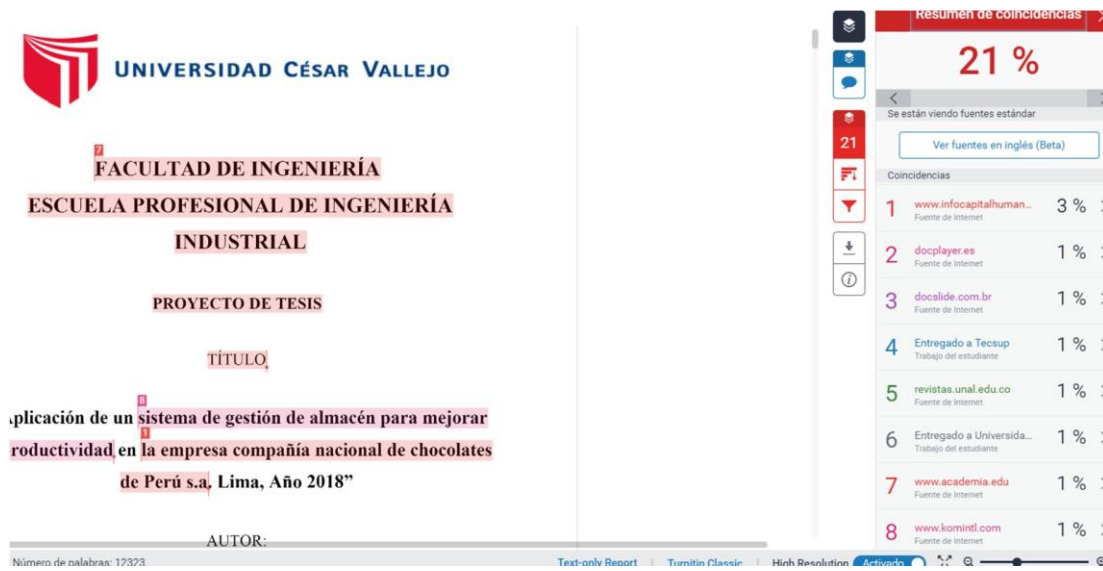 UNIVERSIDAD CÉSAR VALLEJO
7
FACULTAD DE INGENIERÍA
ESCUELA PROFESIONAL DE INGENIERÍA
INDUSTRIAL
PROYECTO DE TESIS
TÍTULO
8
plicación de un sistema de gestión de almacén para mejorar
1
roductividad en la empresa compañía nacional de chocolates
de Perú s.a. Lima, Año 2018”
AUTOR:
Número de palabras: 12323
Text-only Report | Turnitin Classic | High Resolution Activado
21
Resumen de coincidencias
21 %
Se están viendo fuentes estándar
Ver fuentes en inglés (Beta)
Coincidencias
1 www.infocapitalhuman... 3 %
Fuente de Internet
2 docplayer.es 1 %
Fuente de Internet
3 docslide.com.br 1 %
Fuente de Internet
4 Entregado a Tecsup 1 %
Trabajo del estudiante
5 revistas.unal.edu.co 1 %
Fuente de Internet
6 Entregado a Universida... 1 %
Trabajo del estudiante
7 www.academia.edu 1 %
Fuente de Internet
8 www.komintl.com 1 %
Fuente de Internet